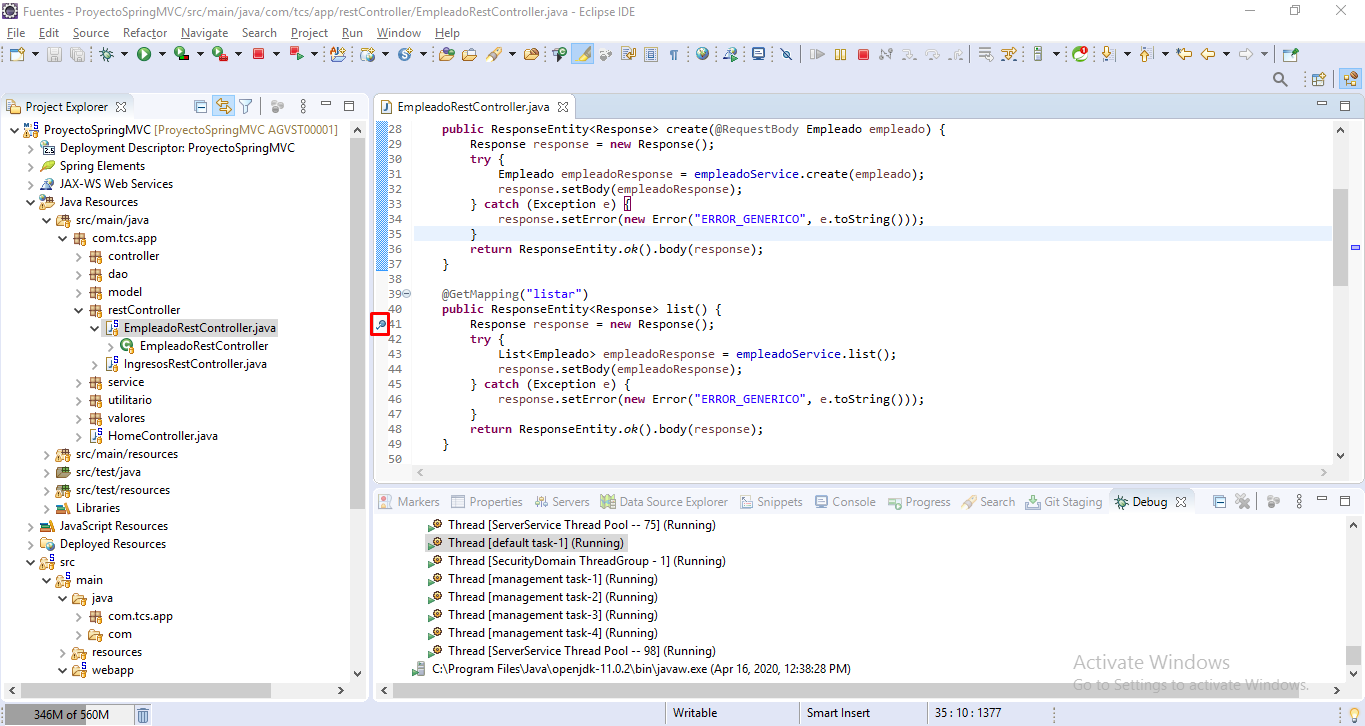 Fuentes - ProyectoSpringMVC/src/main/java/com/tcs/app/restController/EmpleadoRestController.java - Eclipse IDE
File Edit Source Refactor Navigate Search Project Run Window Help
Project Explorer
ProyectoSpringMVC [ProyectoSpringMVC AGVST00001]
Deployment Descriptor: ProyectoSpringMVC
Spring Elements
JAX-WS Web Services
Java Resources
src/main/java
com.tcs.app
controller
dao
model
restController
EmpleadoRestController.java
EmpleadoRestController
IngresosRestController.java
service
utilitario
valores
HomeController.java
src/main/resources
src/test/java
src/test/resources
Libraries
JavaScript Resources
Deployed Resources
src
main
java
com.tcs.app
com
resources
webapp
EmpleadoRestController.java
28 public ResponseEntity<Response> create(@RequestBody Empleado empleado) {
29 Response response = new Response();
30 try {
31 Empleado empleadoResponse = empleadoService.create(empleado);
32 response.setBody(empleadoResponse);
33 } catch (Exception e) {
34 response.setError(new Error("ERROR_GENERICO", e.toString()));
35 }
36 return ResponseEntity.ok().body(response);
37 }
38
39 @GetMapping("listar")
40 public ResponseEntity<Response> list() {
41 Response response = new Response();
42 try {
43 List<Empleado> empleadoResponse = empleadoService.list();
44 response.setBody(empleadoResponse);
45 } catch (Exception e) {
46 response.setError(new Error("ERROR_GENERICO", e.toString()));
47 }
48 return ResponseEntity.ok().body(response);
49 }
50
Markers Properties Servers Data Source Explorer Snippets Console Progress Search Git Staging Debug
Thread [ServerService Thread Pool -- 75] (Running)
Thread [default task-1] (Running)
Thread [SecurityDomain ThreadGroup - 1] (Running)
Thread [management task-1] (Running)
Thread [management task-2] (Running)
Thread [management task-3] (Running)
Thread [management task-4] (Running)
Thread [ServerService Thread Pool -- 98] (Running)
C:\Program Files\Java\openjdk-11.0.2\bin\javaw.exe (Apr 16, 2020, 12:38:28 PM)
Activate Windows
Go to Settings to activate Windows.
346M of 560M
Writable
Smart Insert
35 : 10 : 1377